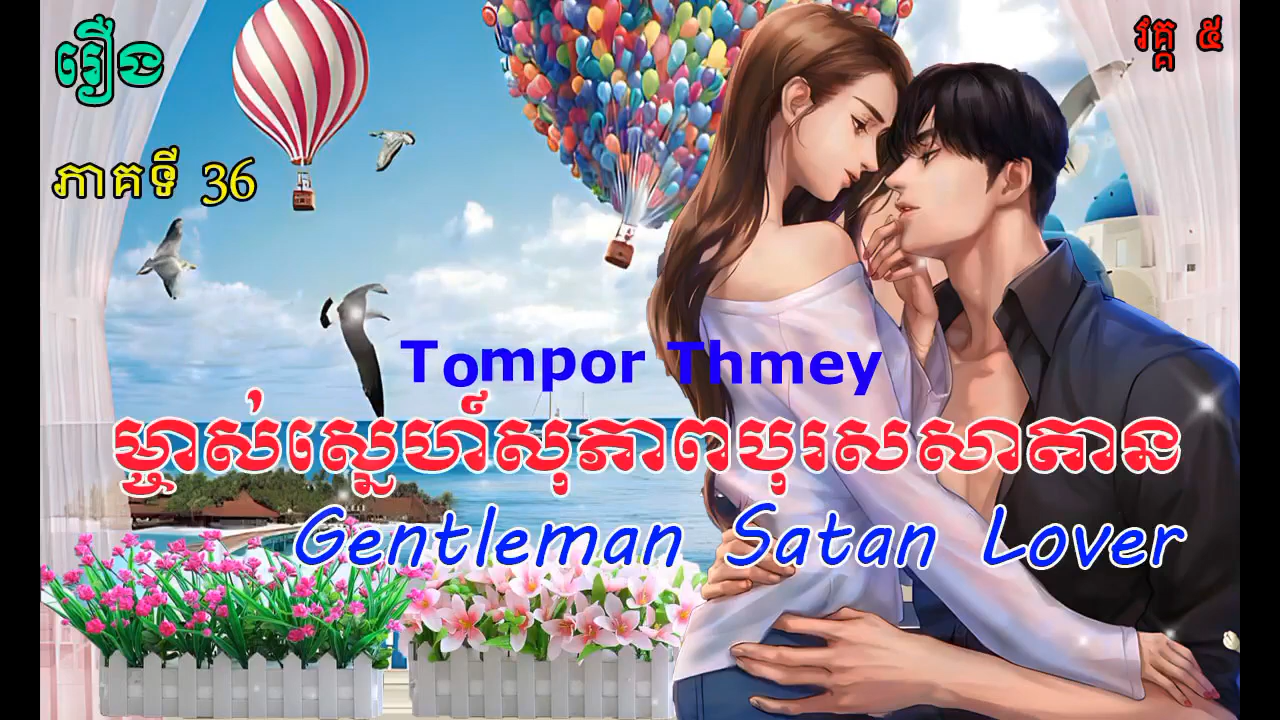 រឿង
វគ្គ ៥
ភាគទី 36
Tompor Thmey
ម្ចាស់ស្នេហ៍សុភាពបុរសសាតាន
Gentleman Satan Lover